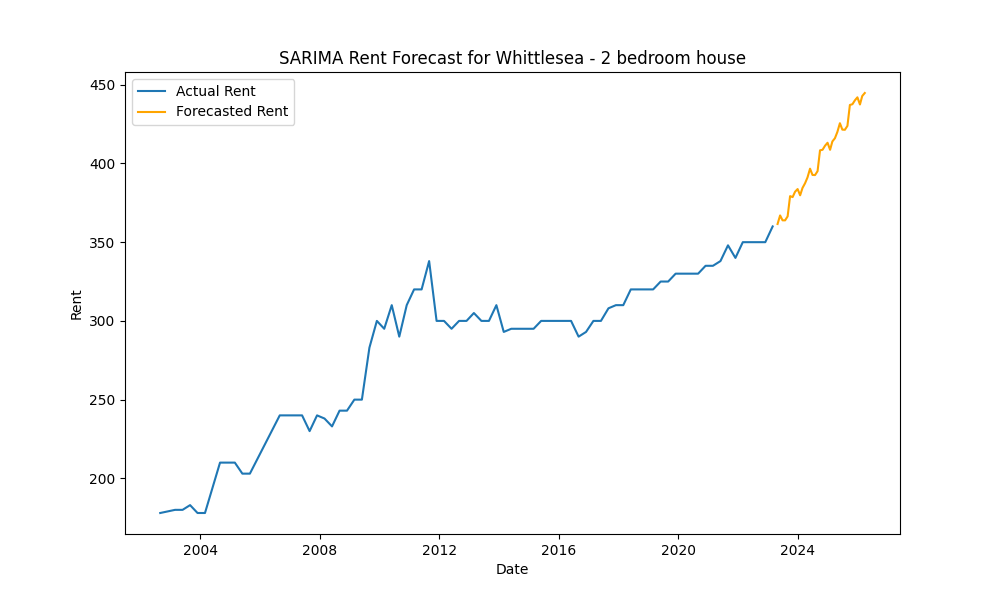 SARIMA Rent Forecast for Whittlesea - 2 bedroom house
Actual Rent
Forecasted Rent
450
400
350
300
250
200
Rent
2004 2008 2012 2016 2020 2024
Date